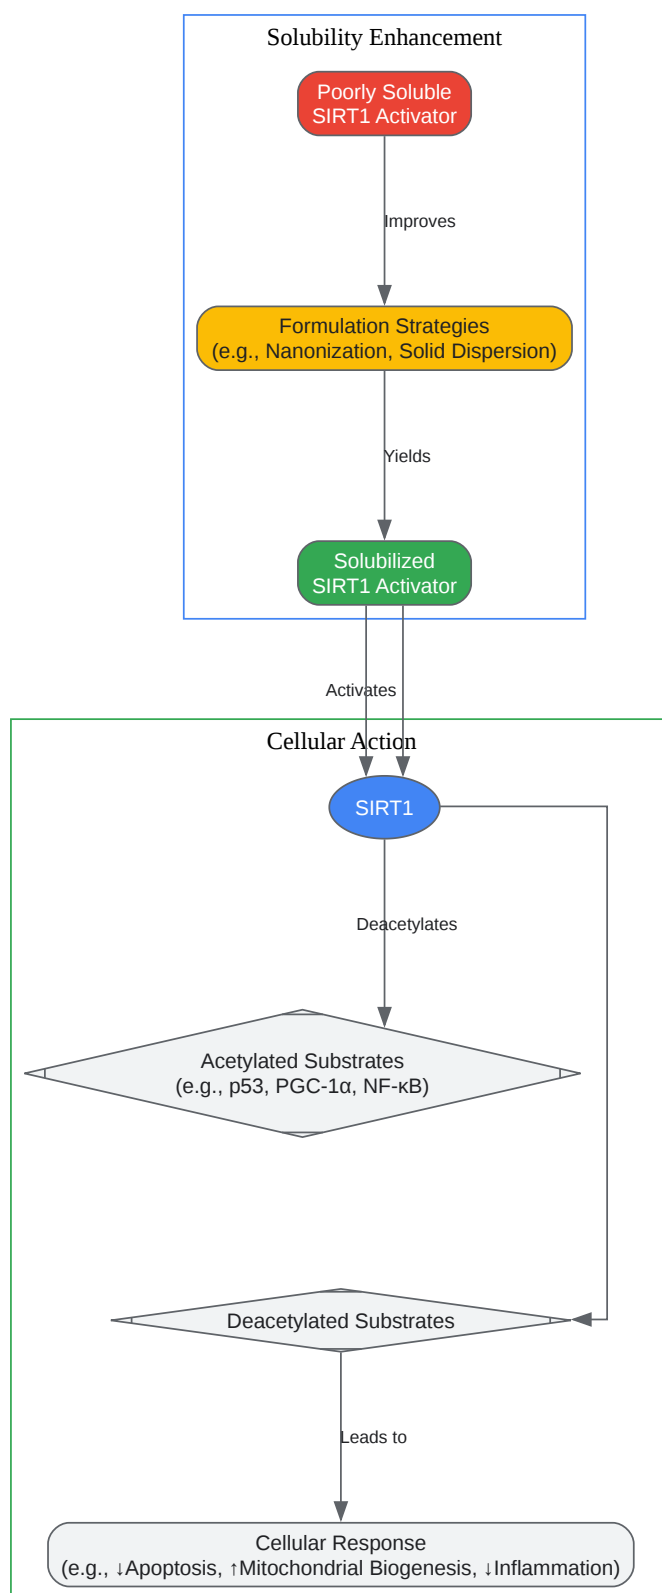 Solubility Enhancement
Poorly Soluble
SIRT1 Activator
Improves
Formulation Strategies
(e.g., Nanonization, Solid Dispersion)
Yields
Solubilized
SIRT1 Activator
Activates
Cellular Action
SIRT1
Deacetylates
Acetylated Substrates
(e.g., p53, PGC-1α, NF-κB)
Deacetylated Substrates
Leads to
Cellular Response
(e.g., ↓Apoptosis, ↑Mitochondrial Biogenesis, ↓Inflammation)